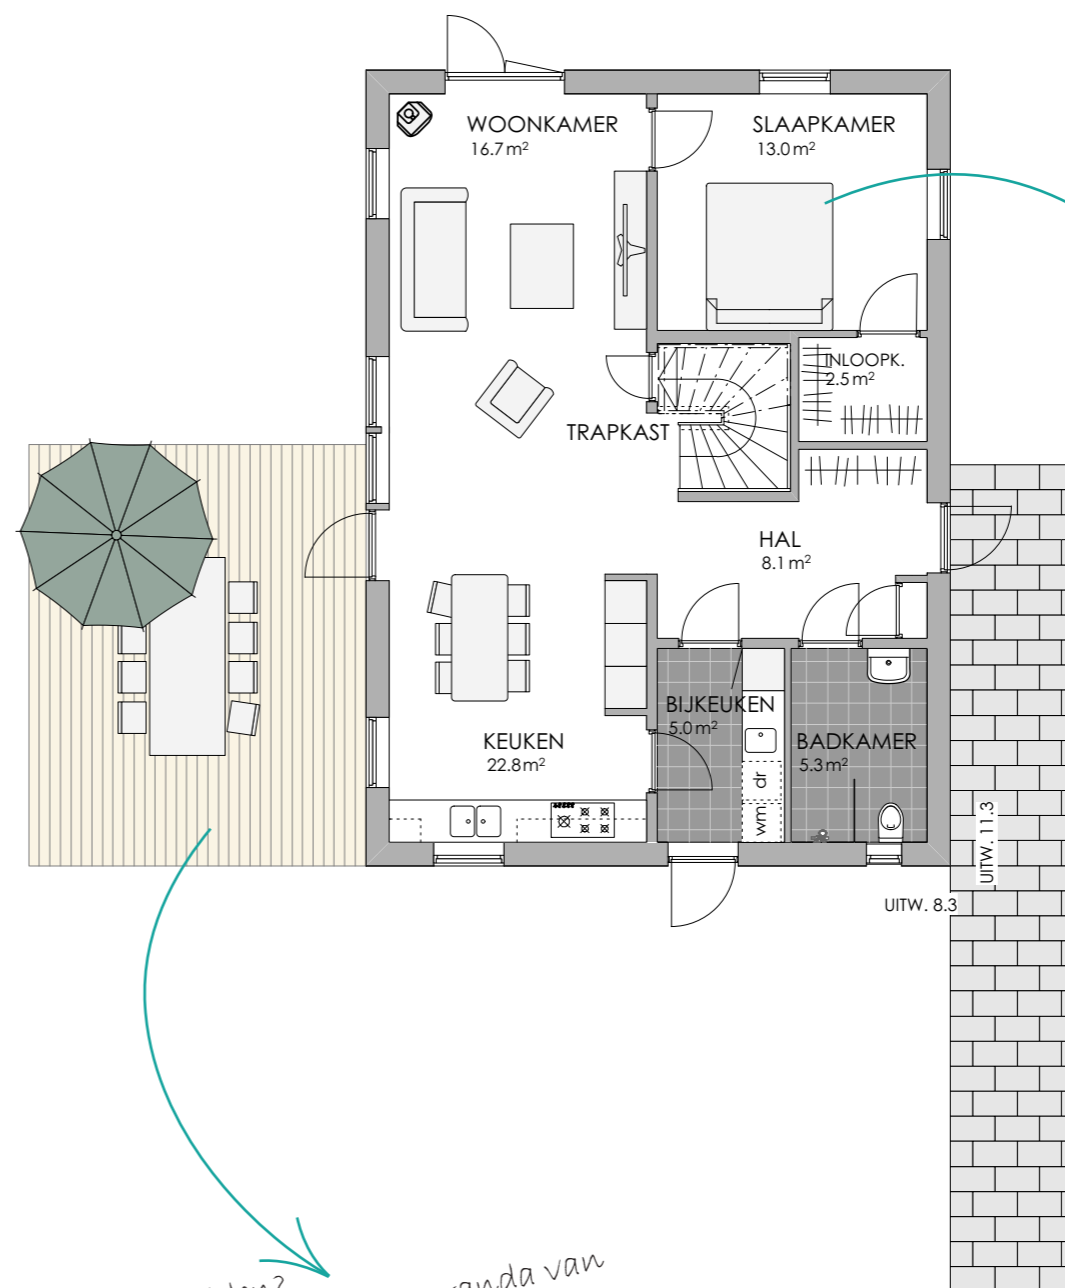 WOONKAMER
16.7 m²
SLAAPKAMER
13.0 m²
INLOOPK.
2.5 m²
TRAPKAST
HAL
8.1 m²
BIJKEUKEN
5.0 m²
BADKAMER
5.3 m²
KEUKEN
22.8 m²
dr
wm
UITW. 11.3
UITW. 8.3
van